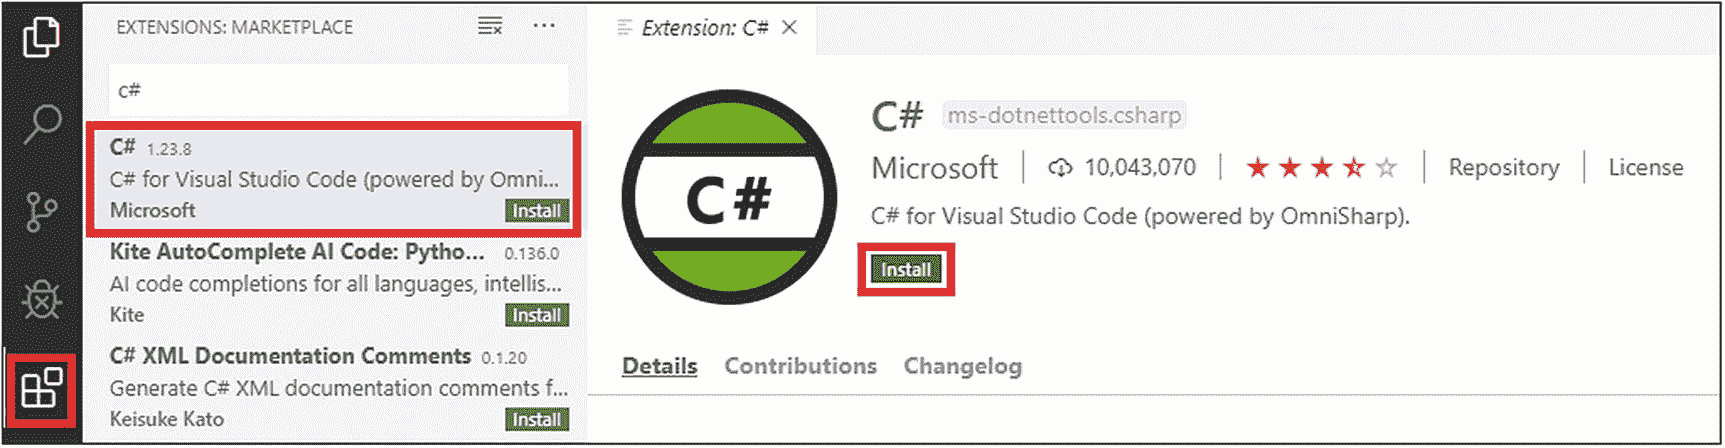 EXTENSIONS: MARKETPLACE
c#
C# 1.23.8
C# for Visual Studio Code (powered by Omni...
Microsoft Install
Kite AutoComplete AI Code: Pytho... 0.136.0
AI code completions for all languages, intellis...
Kite Install
C# XML Documentation Comments 0.1.20
Generate C# XML documentation comments f...
Keisuke Kato Install
Extension: C#
C#
C# ms-dotnettools.csharp
Microsoft 10,043,070 Repository License
C# for Visual Studio Code (powered by OmniSharp).
Install
Details Contributions Changelog